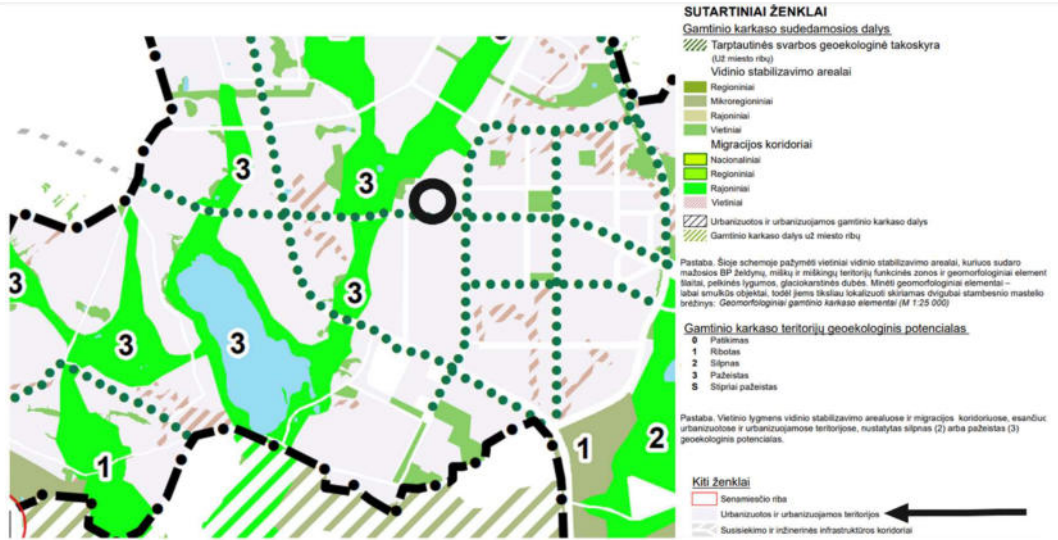 SUTARTINIAI ŽENKLAI
Gamtinio karkaso sudedamosios dalys
Tarptautinės svarbos geoekologinė takoskyra
(Už miesto ribų)
Vidinio stabilizavimo arealai
Regioniniai
Mikroregioniniai
Rajoniniai
Vietiniai
Migracijos koridoriai
Nacionaliniai
Regioniniai
Rajoniniai
Vietiniai
Urbanizuotos ir urbanizuojamos gamtinio karkaso dalys
Gamtinio karkaso dalys už miesto ribų
Pastaba. Šioje schemoje pažymėti vietiniai vidinio stabilizavimo arealai, kuriuos sudaro
mažosios BP želdynų, miškų ir miškingų teritorijų funkcinės zonos ir geomorfologiniai element
šlaitai, pelkinės lygumos, glaciokarstinės dubės. Minėti geomorfologiniai elementai –
labai smulkūs objektai, todėl jiems tiksliau lokalizuoti skiriamas dvigubai stambesnio mastelio
brėžinys: Geomorfologiniai gamtinio karkaso elementai (M 1:25 000)
Gamtinio karkaso teritorijų geoekologinis potencialas
0 Patikimas
1 Ribotas
2 Silpnas
3 Pažeistas
S Stipriai pažeistas
Pastaba. Vietinio lygmens vidinio stabilizavimo arealuose ir migracijos koridoriuose, esančiuc
urbanizuotose ir urbanizuojamose teritorijose, nustatytas silpnas (2) arba pažeistas (3)
geoekologinis potencialas.
Kiti ženklai
Senamiesčio riba
Urbanizuotos ir urbanizuojamos teritorijos
Susisiekimo ir inžinerinės infrastruktūros koridoriai
3
3
3
3
3
3
1
1
2